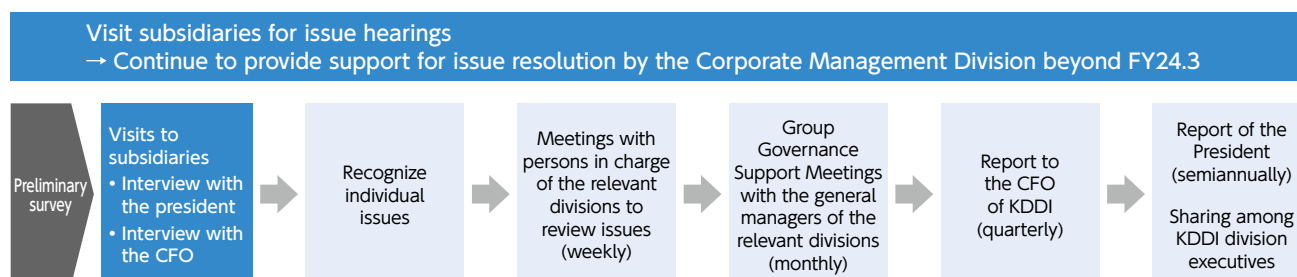 Visit subsidiaries for issue hearings
→ Continue to provide support for issue resolution by the Corporate Management Division beyond FY24.3
Preliminary
survey
Visits to
subsidiaries
• Interview with
the president
• Interview with
the CFO
Recognize
individual
issues
Meetings with
persons in charge
of the relevant
divisions to
review issues
(weekly)
Group
Governance
Support Meetings
with the general
managers of the
relevant divisions
(monthly)
Report to
the CFO
of KDDI
(quarterly)
Report of the
President
(semiannually)
Sharing among
KDDI division
executives